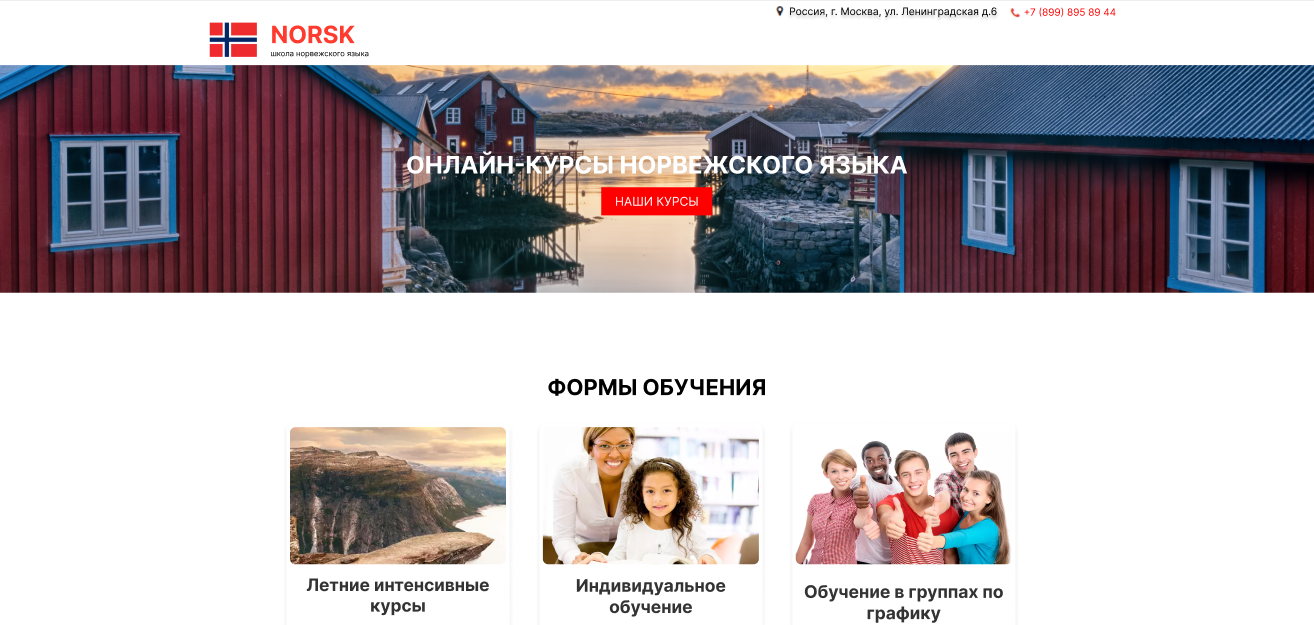 Россия, г. Москва, ул. Ленинградская д.6
+7 (899) 895 89 44
NORSK
школа норвежского языка
ОНЛАЙН-КУРСЫ НОРВЕЖСКОГО ЯЗЫКА
НАШИ КУРСЫ
ФОРМЫ ОБУЧЕНИЯ
Летние интенсивные
курсы
Индивидуальное
обучение
Обучение в группах по
графику